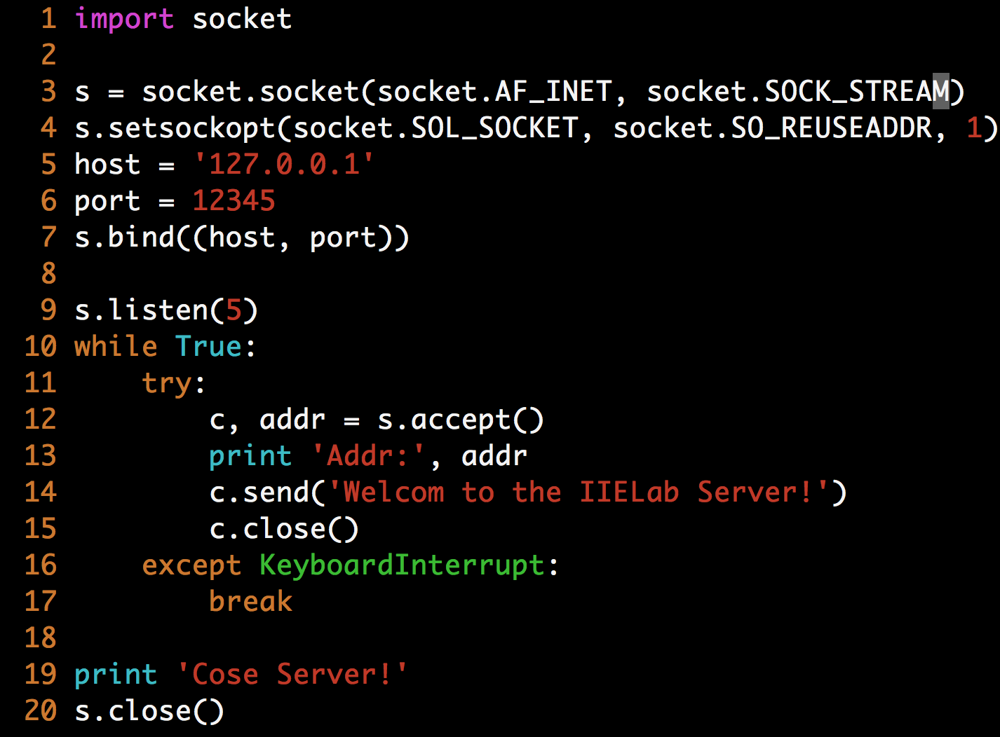 1 import socket
2
3 s = socket.socket(socket.AF_INET, socket.SOCK_STREAM)
4 s.setsockopt(socket.SOL_SOCKET, socket.SO_REUSEADDR, 1)
5 host = '127.0.0.1'
6 port = 12345
7 s.bind((host, port))
8
9 s.listen(5)
10 while True:
11     try:
12         c, addr = s.accept()
13         print 'Addr:', addr
14         c.send('Welcom to the IIELab Server!')
15         c.close()
16     except KeyboardInterrupt:
17         break
18
19 print 'Cose Server!'
20 s.close()